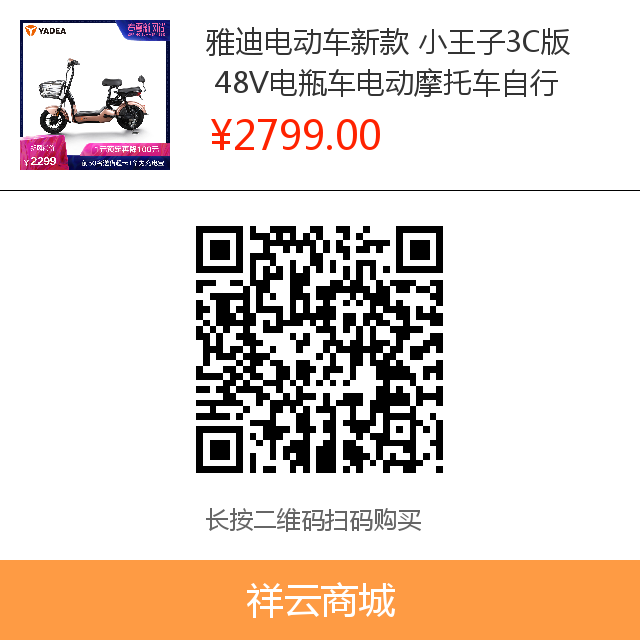 YADEA
雅迪电动车新款 小王子3C版
48V电瓶车电动摩托车自行
¥2799.00
¥2299
长按二维码扫码购买
祥云商城